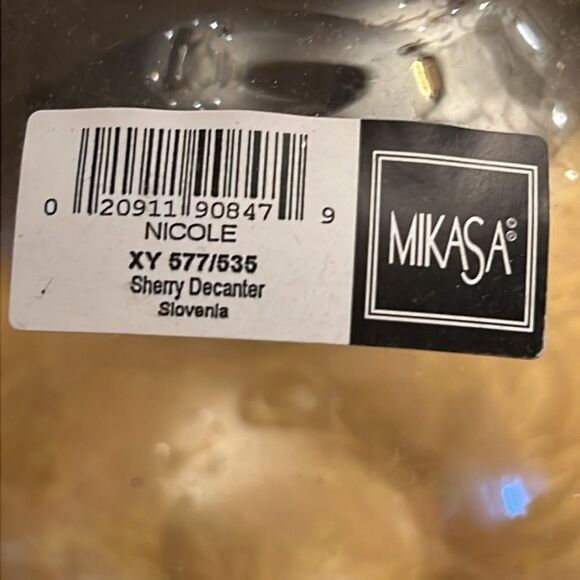 0 20911 90847 9
NICOLE
XY 577/535
Sherry Decanter
Slovenia
MIKASA